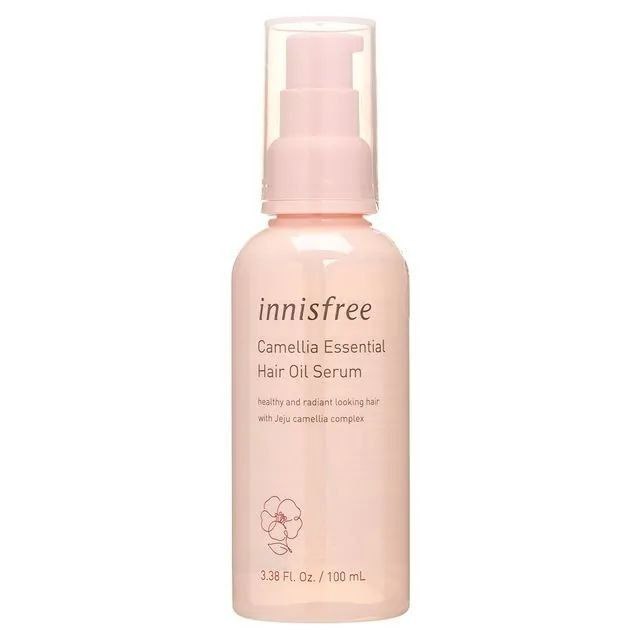 innisfree
Camellia Essential
Hair Oil Serum
healthy and radiant looking hair
with Jeju camellia complex
3.38 Fl. Oz. / 100 mL